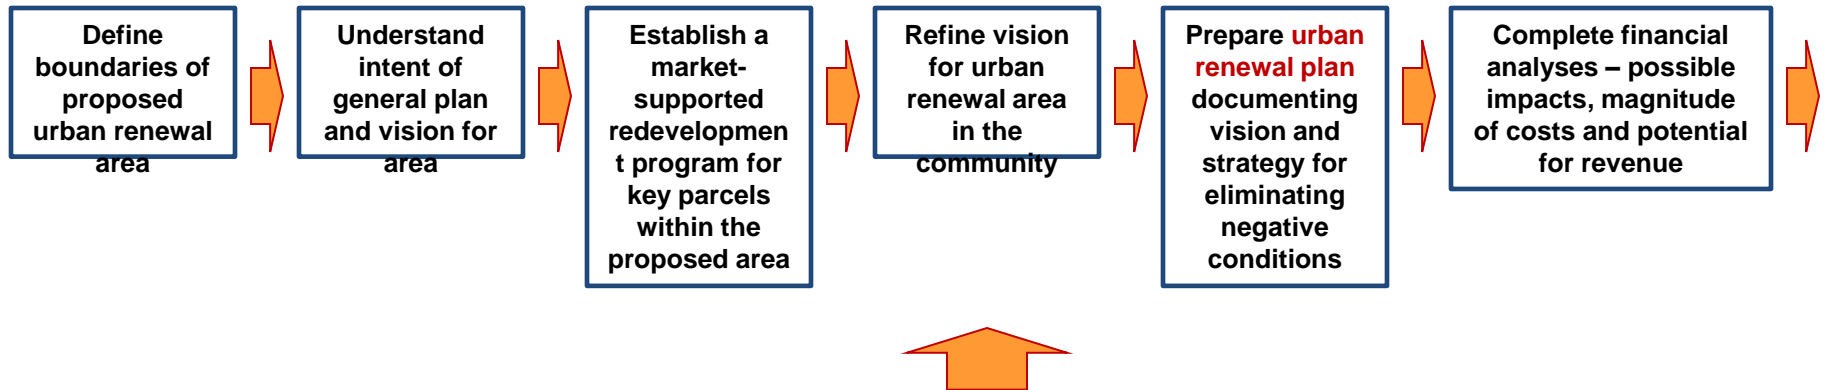 Define
boundaries of
proposed
urban renewal
area
Understand
intent of
general plan
and vision for
area
Establish a
market-
supported
redevelopmen
t program for
key parcels
within the
proposed area
Refine vision
for urban
renewal area
in the
community
Prepare urban
renewal plan
documenting
vision and
strategy for
eliminating
negative
conditions
Complete financial
analyses – possible
impacts, magnitude
of costs and potential
for revenue